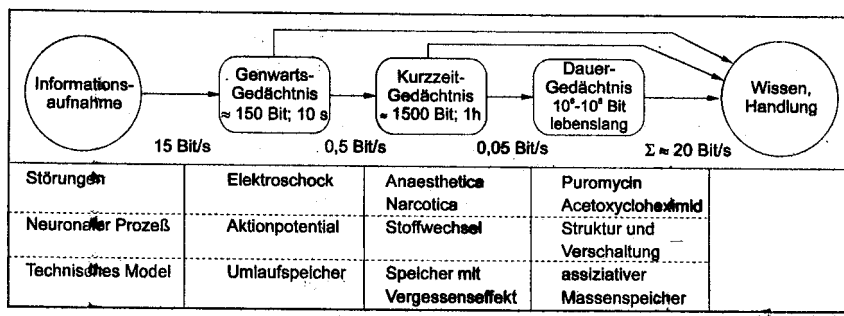 Informations-
aufnahme
Genwarts-
Gedächtnis
≈ 150 Bit; 10 s
Kurzzeit-
Gedächtnis
≈ 1500 Bit; 1h
Dauer-
Gedächtnis
Bit
lebenslang
Wissen,
Handlung
15 Bit/s
0,5 Bit/s
0,05 Bit/s
Σ ≈ 20 Bit/s
Störungen
Elektroschock
Anaesthetica
Narcotica
Puromycin
Acetoxycloheximid
Neuronaler Prozeß
Aktionpotential
Stoffwechsel
Struktur und
Verschaltung
Technisches Model
Umlaufspeicher
Speicher mit
Vergessenseffekt
assiziativer
Massenspeicher